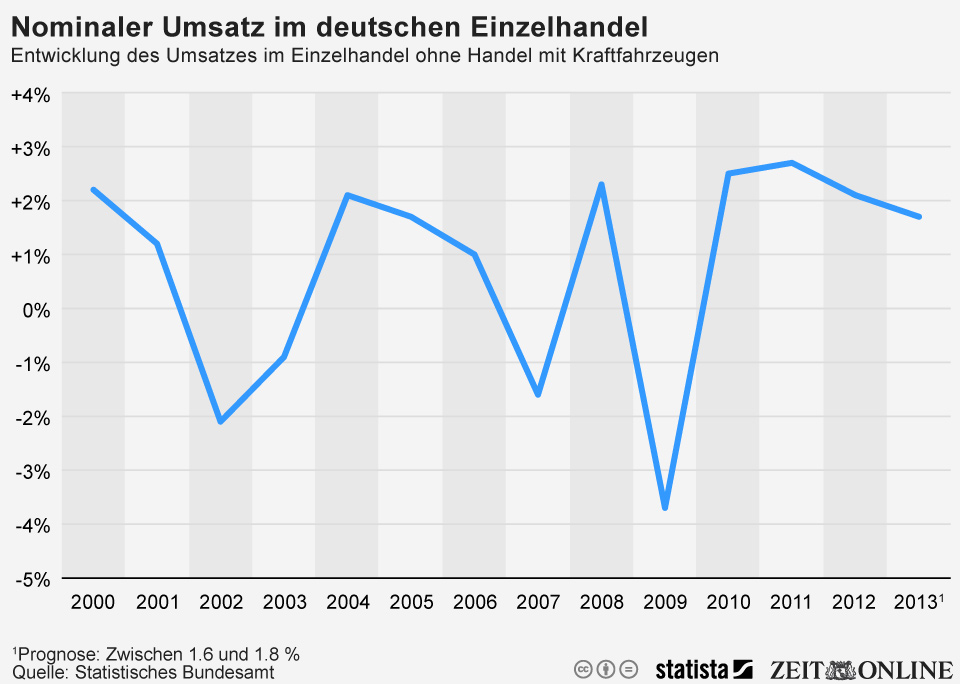 Nominaler Umsatz im deutschen Einzelhandel
Entwicklung des Umsatzes im Einzelhandel ohne Handel mit Kraftfahrzeugen
+4%
+3%
+2%
+1%
0%
-1%
-2%
-3%
-4%
-5%
2000 2001 2002 2003 2004 2005 2006 2007 2008 2009 2010 2011 2012 2013¹
¹Prognose: Zwischen 1.6 und 1.8 %
Quelle: Statistisches Bundesamt
cc statista ZEIT ONLINE